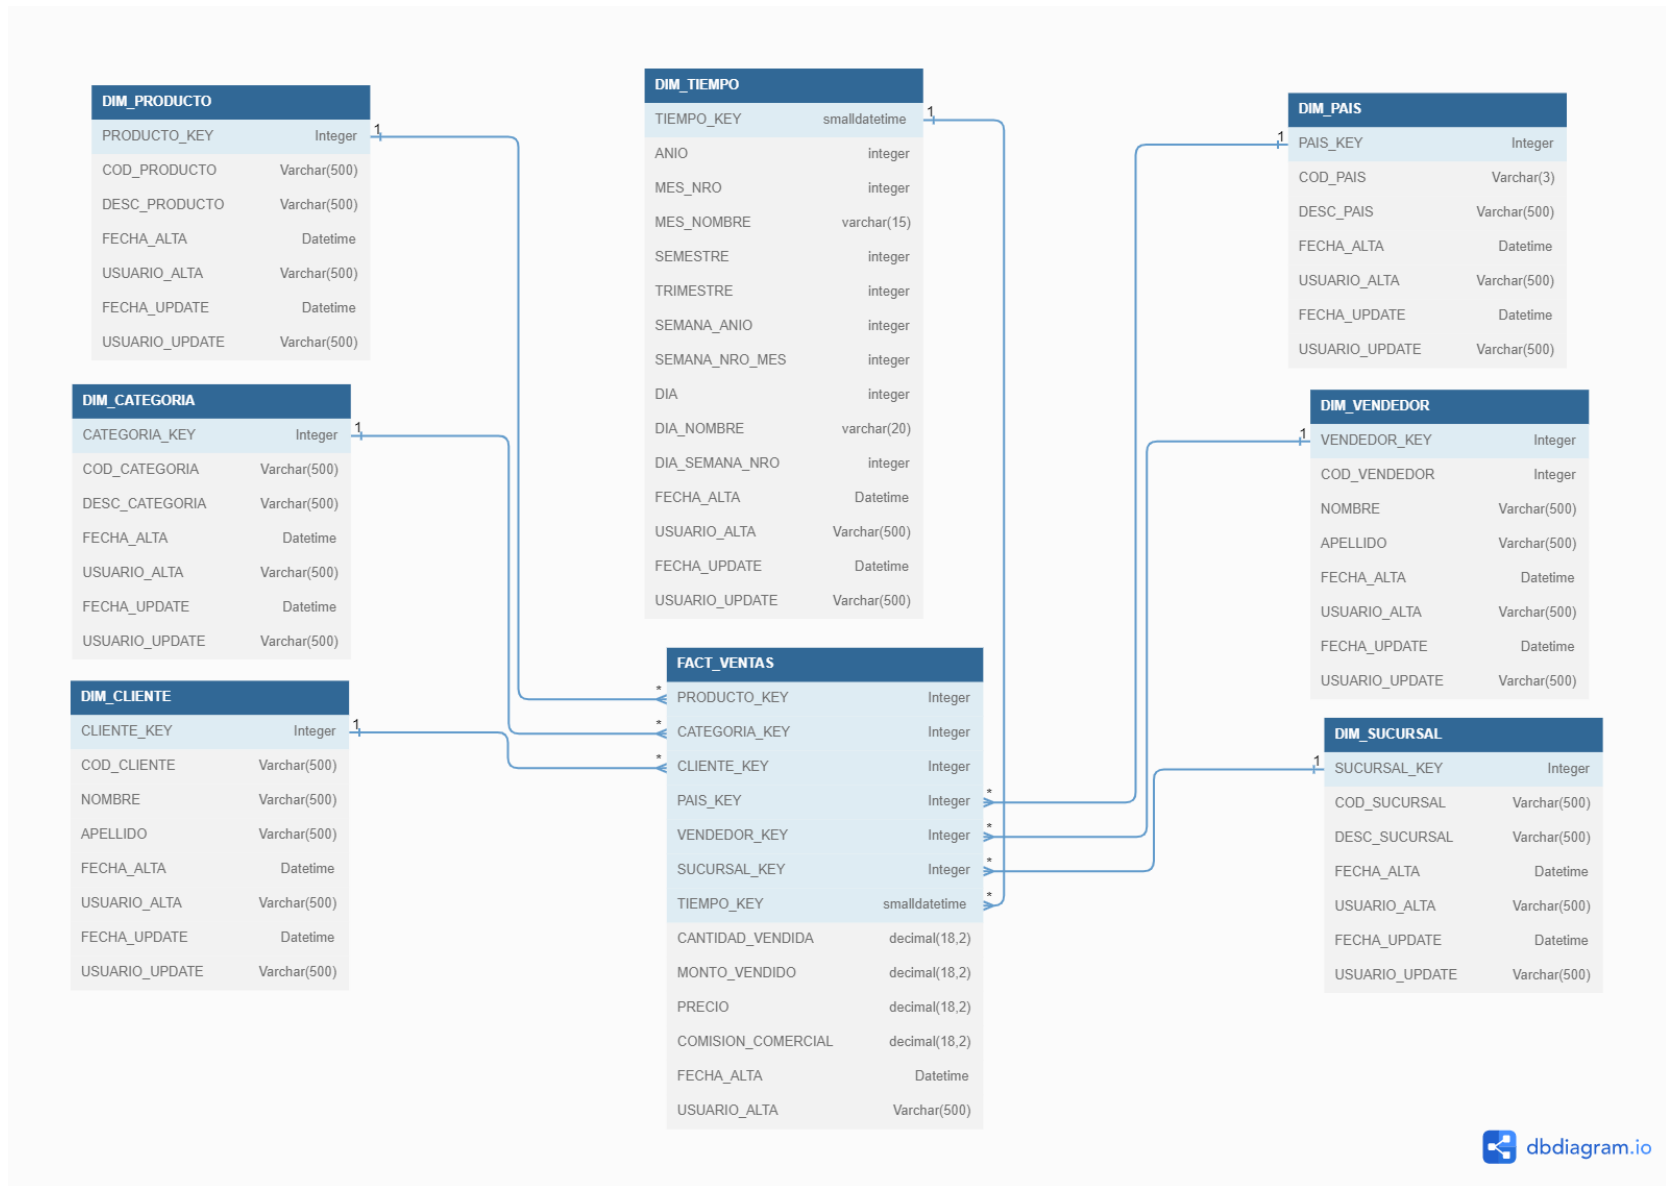 DIM_PRODUCTO
PRODUCTO_KEY Integer 1
COD_PRODUCTO Varchar(500)
DESC_PRODUCTO Varchar(500)
FECHA_ALTA Datetime
USUARIO_ALTA Varchar(500)
FECHA_UPDATE Datetime
USUARIO_UPDATE Varchar(500)
DIM_CATEGORIA
CATEGORIA_KEY Integer 1
COD_CATEGORIA Varchar(500)
DESC_CATEGORIA Varchar(500)
FECHA_ALTA Datetime
USUARIO_ALTA Varchar(500)
FECHA_UPDATE Datetime
USUARIO_UPDATE Varchar(500)
DIM_CLIENTE
CLIENTE_KEY Integer 1
COD_CLIENTE Varchar(500)
NOMBRE Varchar(500)
APELLIDO Varchar(500)
FECHA_ALTA Datetime
USUARIO_ALTA Varchar(500)
FECHA_UPDATE Datetime
USUARIO_UPDATE Varchar(500)
DIM_TIEMPO
TIEMPO_KEY smalldatetime 1
ANIO integer
MES_NRO integer
MES_NOMBRE varchar(15)
SEMESTRE integer
TRIMESTRE integer
SEMANA_ANIO integer
SEMANA_NRO_MES integer
DIA integer
DIA_NOMBRE varchar(20)
DIA_SEMANA_NRO integer
FECHA_ALTA Datetime
USUARIO_ALTA Varchar(500)
FECHA_UPDATE Datetime
USUARIO_UPDATE Varchar(500)
FACT_VENTAS
* PRODUCTO_KEY Integer
* CATEGORIA_KEY Integer
* CLIENTE_KEY Integer
PAIS_KEY Integer *
VENDEDOR_KEY Integer *
SUCURSAL_KEY Integer *
TIEMPO_KEY smalldatetime *
CANTIDAD_VENDIDA decimal(18,2)
MONTO_VENDIDO decimal(18,2)
PRECIO decimal(18,2)
COMISION_COMERCIAL decimal(18,2)
FECHA_ALTA Datetime
USUARIO_ALTA Varchar(500)
DIM_PAIS
1 PAIS_KEY Integer
COD_PAIS Varchar(3)
DESC_PAIS Varchar(500)
FECHA_ALTA Datetime
USUARIO_ALTA Varchar(500)
FECHA_UPDATE Datetime
USUARIO_UPDATE Varchar(500)
DIM_VENDEDOR
1 VENDEDOR_KEY Integer
COD_VENDEDOR Integer
NOMBRE Varchar(500)
APELLIDO Varchar(500)
FECHA_ALTA Datetime
USUARIO_ALTA Varchar(500)
FECHA_UPDATE Datetime
USUARIO_UPDATE Varchar(500)
DIM_SUCURSAL
1 SUCURSAL_KEY Integer
COD_SUCURSAL Varchar(500)
DESC_SUCURSAL Varchar(500)
FECHA_ALTA Datetime
USUARIO_ALTA Varchar(500)
FECHA_UPDATE Datetime
USUARIO_UPDATE Varchar(500)
dbdiagram.io